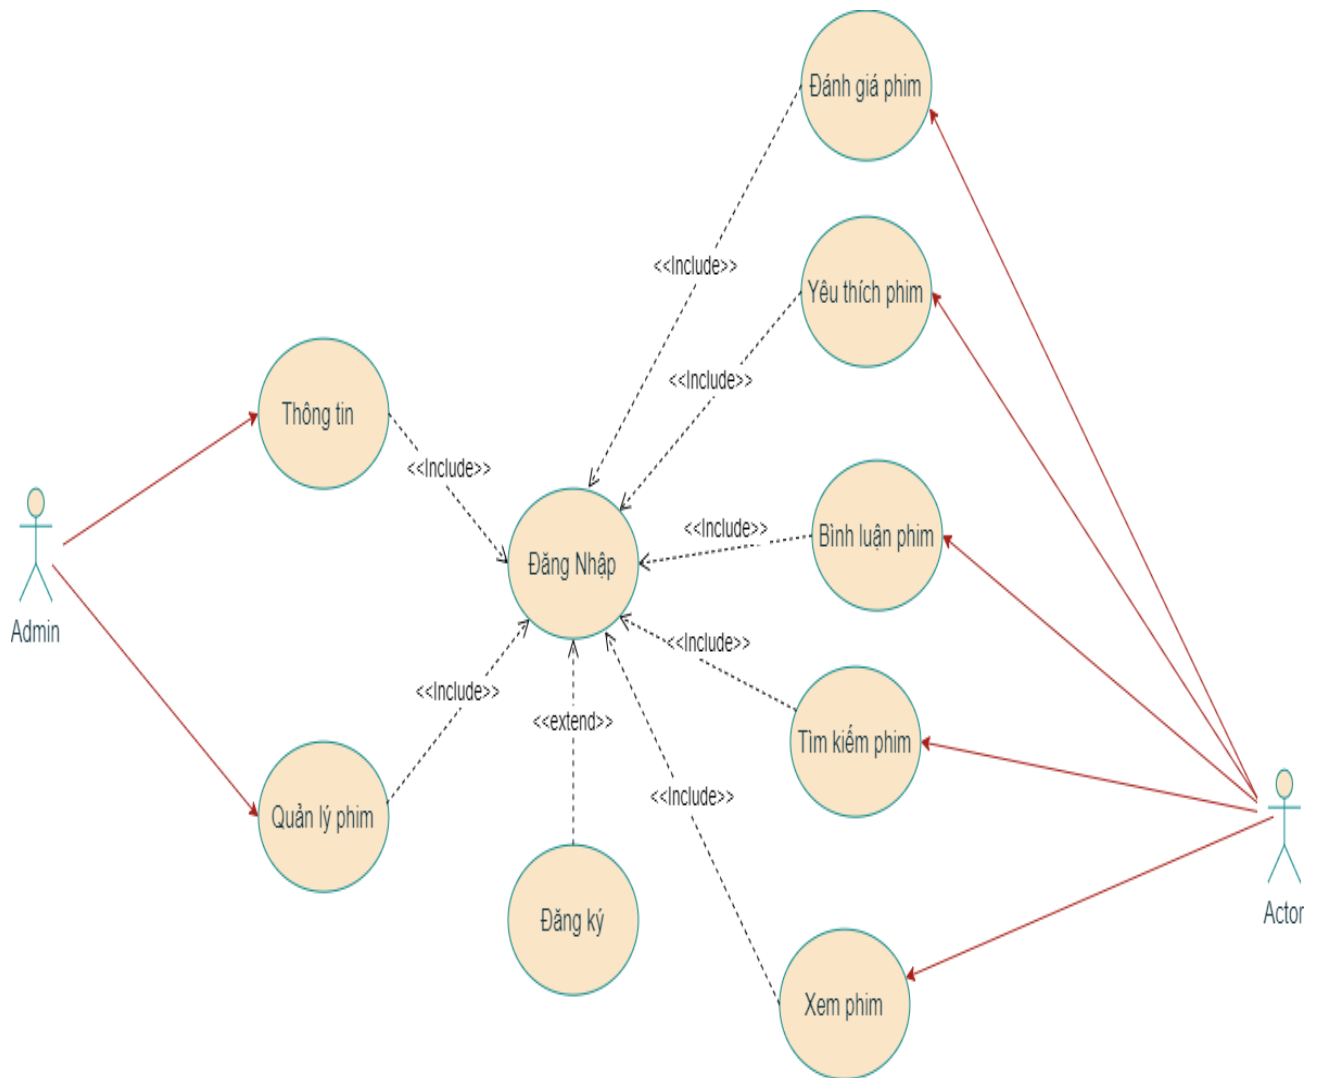 Đánh giá phim
<<Include>>
Yêu thích phim
<<Include>>
Thông tin
<<Include>>
<<Include>>
Bình luận phim
Đăng Nhập
Admin
<<Include>>
<<Include>>
<<extend>>
Tìm kiếm phim
<<Include>>
Quản lý phim
Đăng ký
Actor
Xem phim